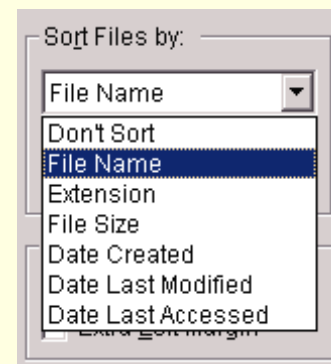 Sort Files by:
File Name
Don't Sort
File Name
Extension
File Size
Date Created
Date Last Modified
Date Last Accessed